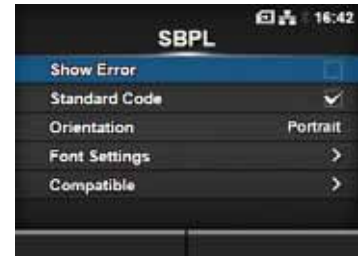 16:42
SBPL
Show Error
Standard Code
Orientation Portrait
Font Settings >
Compatible >